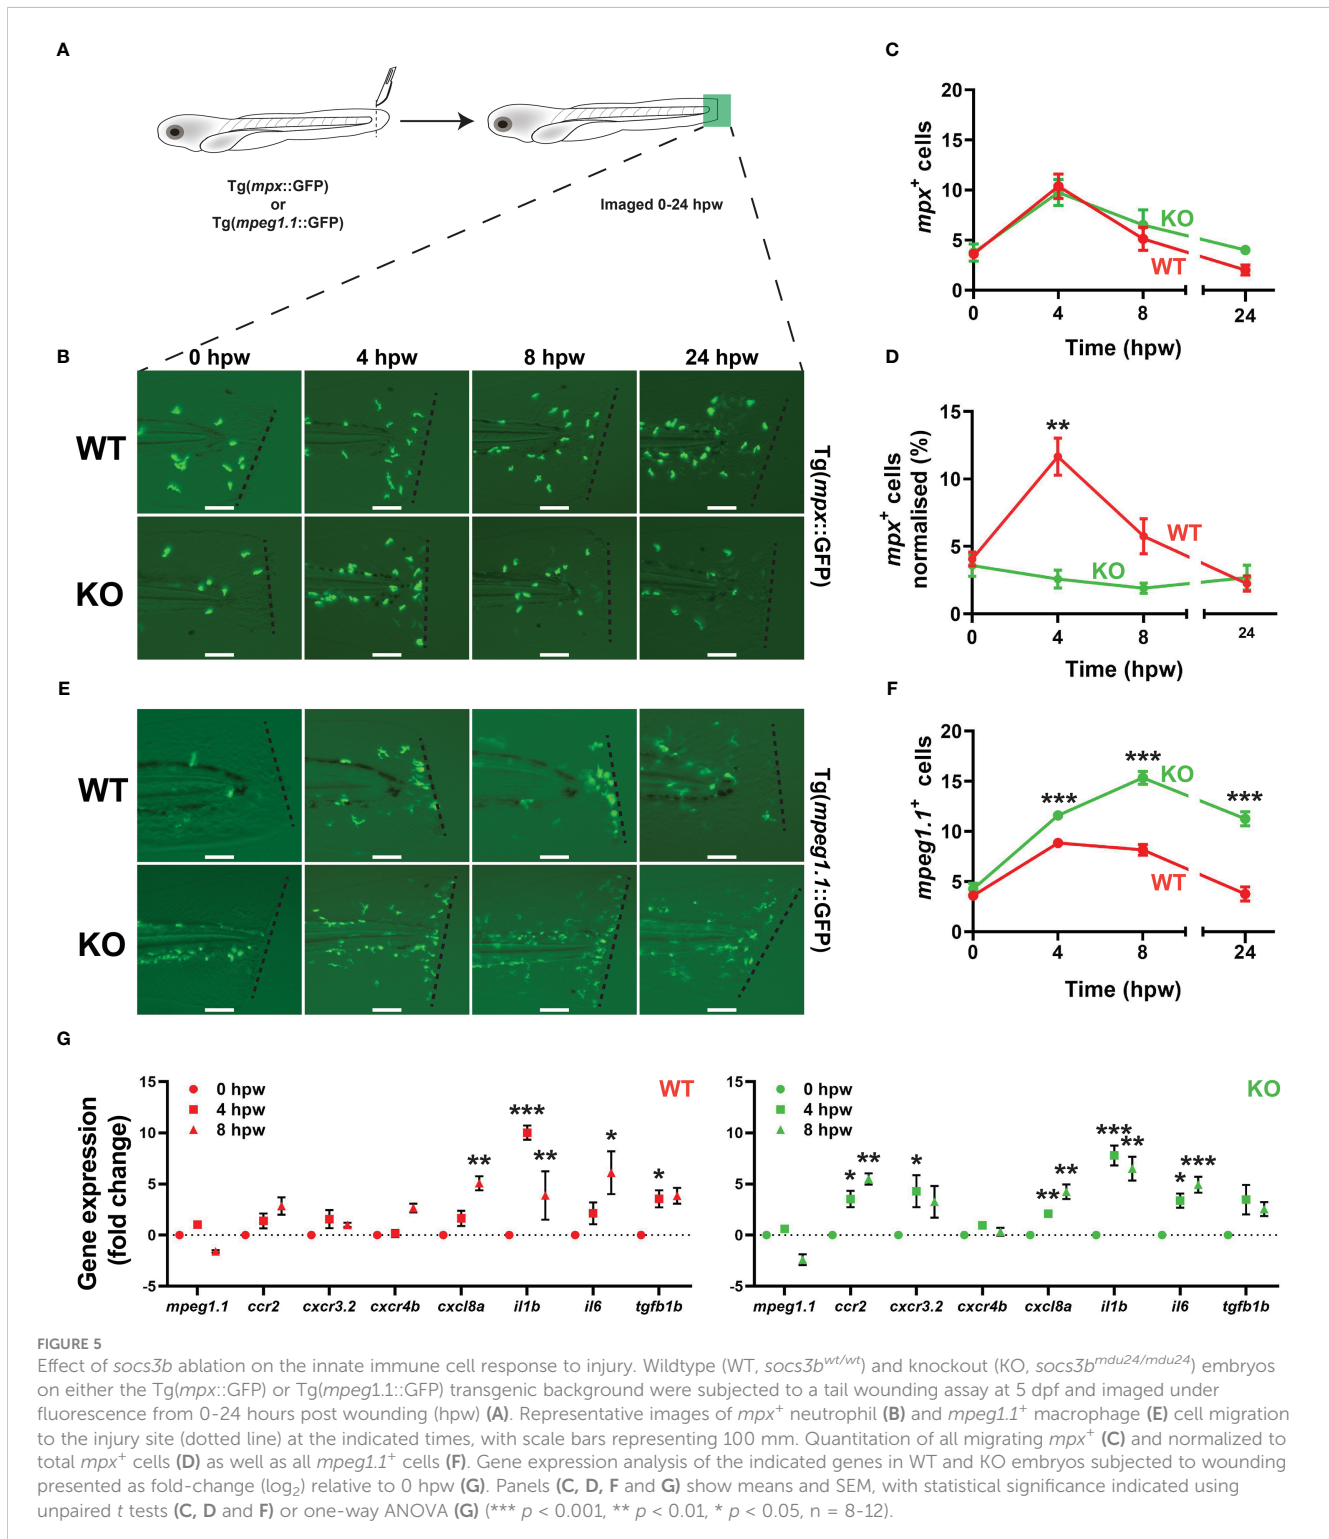 A
Tg(mpx::GFP)
or
Tg(mpeg1.1::GFP)
Imaged 0-24 hpw
B
0 hpw
4 hpw
8 hpw
24 hpw
WT
KO
Tg(mpx::GFP)
C
20
15
10
5
0
mpx+ cells
KO
WT
0
4
8
24
Time (hpw)
D
15
10
5
0
mpx+ cells
normalised (%)
**
WT
KO
0
4
8
24
Time (hpw)
E
WT
KO
Tg(mpeg1.1::GFP)
F
20
15
10
5
0
mpeg1.1+ cells
***
***
***
KO
WT
0
4
8
24
Time (hpw)
G
Gene expression
(fold change)
15
10
5
0
-5
0 hpw
4 hpw
8 hpw
WT
**
***
**
*
*
mpeg1.1
ccr2
cxcr3.2
cxcr4b
cxcl8a
il1b
il6
tgfb1b
15
10
5
0
-5
0 hpw
4 hpw
8 hpw
KO
*
**
*
**
**
***
**
*
***
mpeg1.1
ccr2
cxcr3.2
cxcr4b
cxcl8a
il1b
il6
tgfb1b
FIGURE 5
Effect of socs3b ablation on the innate immune cell response to injury. Wildtype (WT, socs3bwt/wt) and knockout (KO, socs3bmdu24/mdu24) embryos
on either the Tg(mpx::GFP) or Tg(mpeg1.1::GFP) transgenic background were subjected to a tail wounding assay at 5 dpf and imaged under
fluorescence from 0-24 hours post wounding (hpw) (A). Representative images of mpx+ neutrophil (B) and mpeg1.1+ macrophage (E) cell migration
to the injury site (dotted line) at the indicated times, with scale bars representing 100 mm. Quantitation of all migrating mpx+ (C) and normalized to
total mpx+ cells (D) as well as all mpeg1.1+ cells (F). Gene expression analysis of the indicated genes in WT and KO embryos subjected to wounding
presented as fold-change (log2) relative to 0 hpw (G). Panels (C, D, F and G) show means and SEM, with statistical significance indicated using
unpaired t tests (C, D and F) or one-way ANOVA (G) (*** p < 0.001, ** p < 0.01, * p < 0.05, n = 8-12).